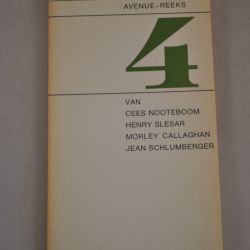 AVENUE-REEKS
4
VAN
CEES NOOTEBOOM
HENRY SLESAR
MORLEY CALLAGHAN
JEAN SCHLUMBERGER